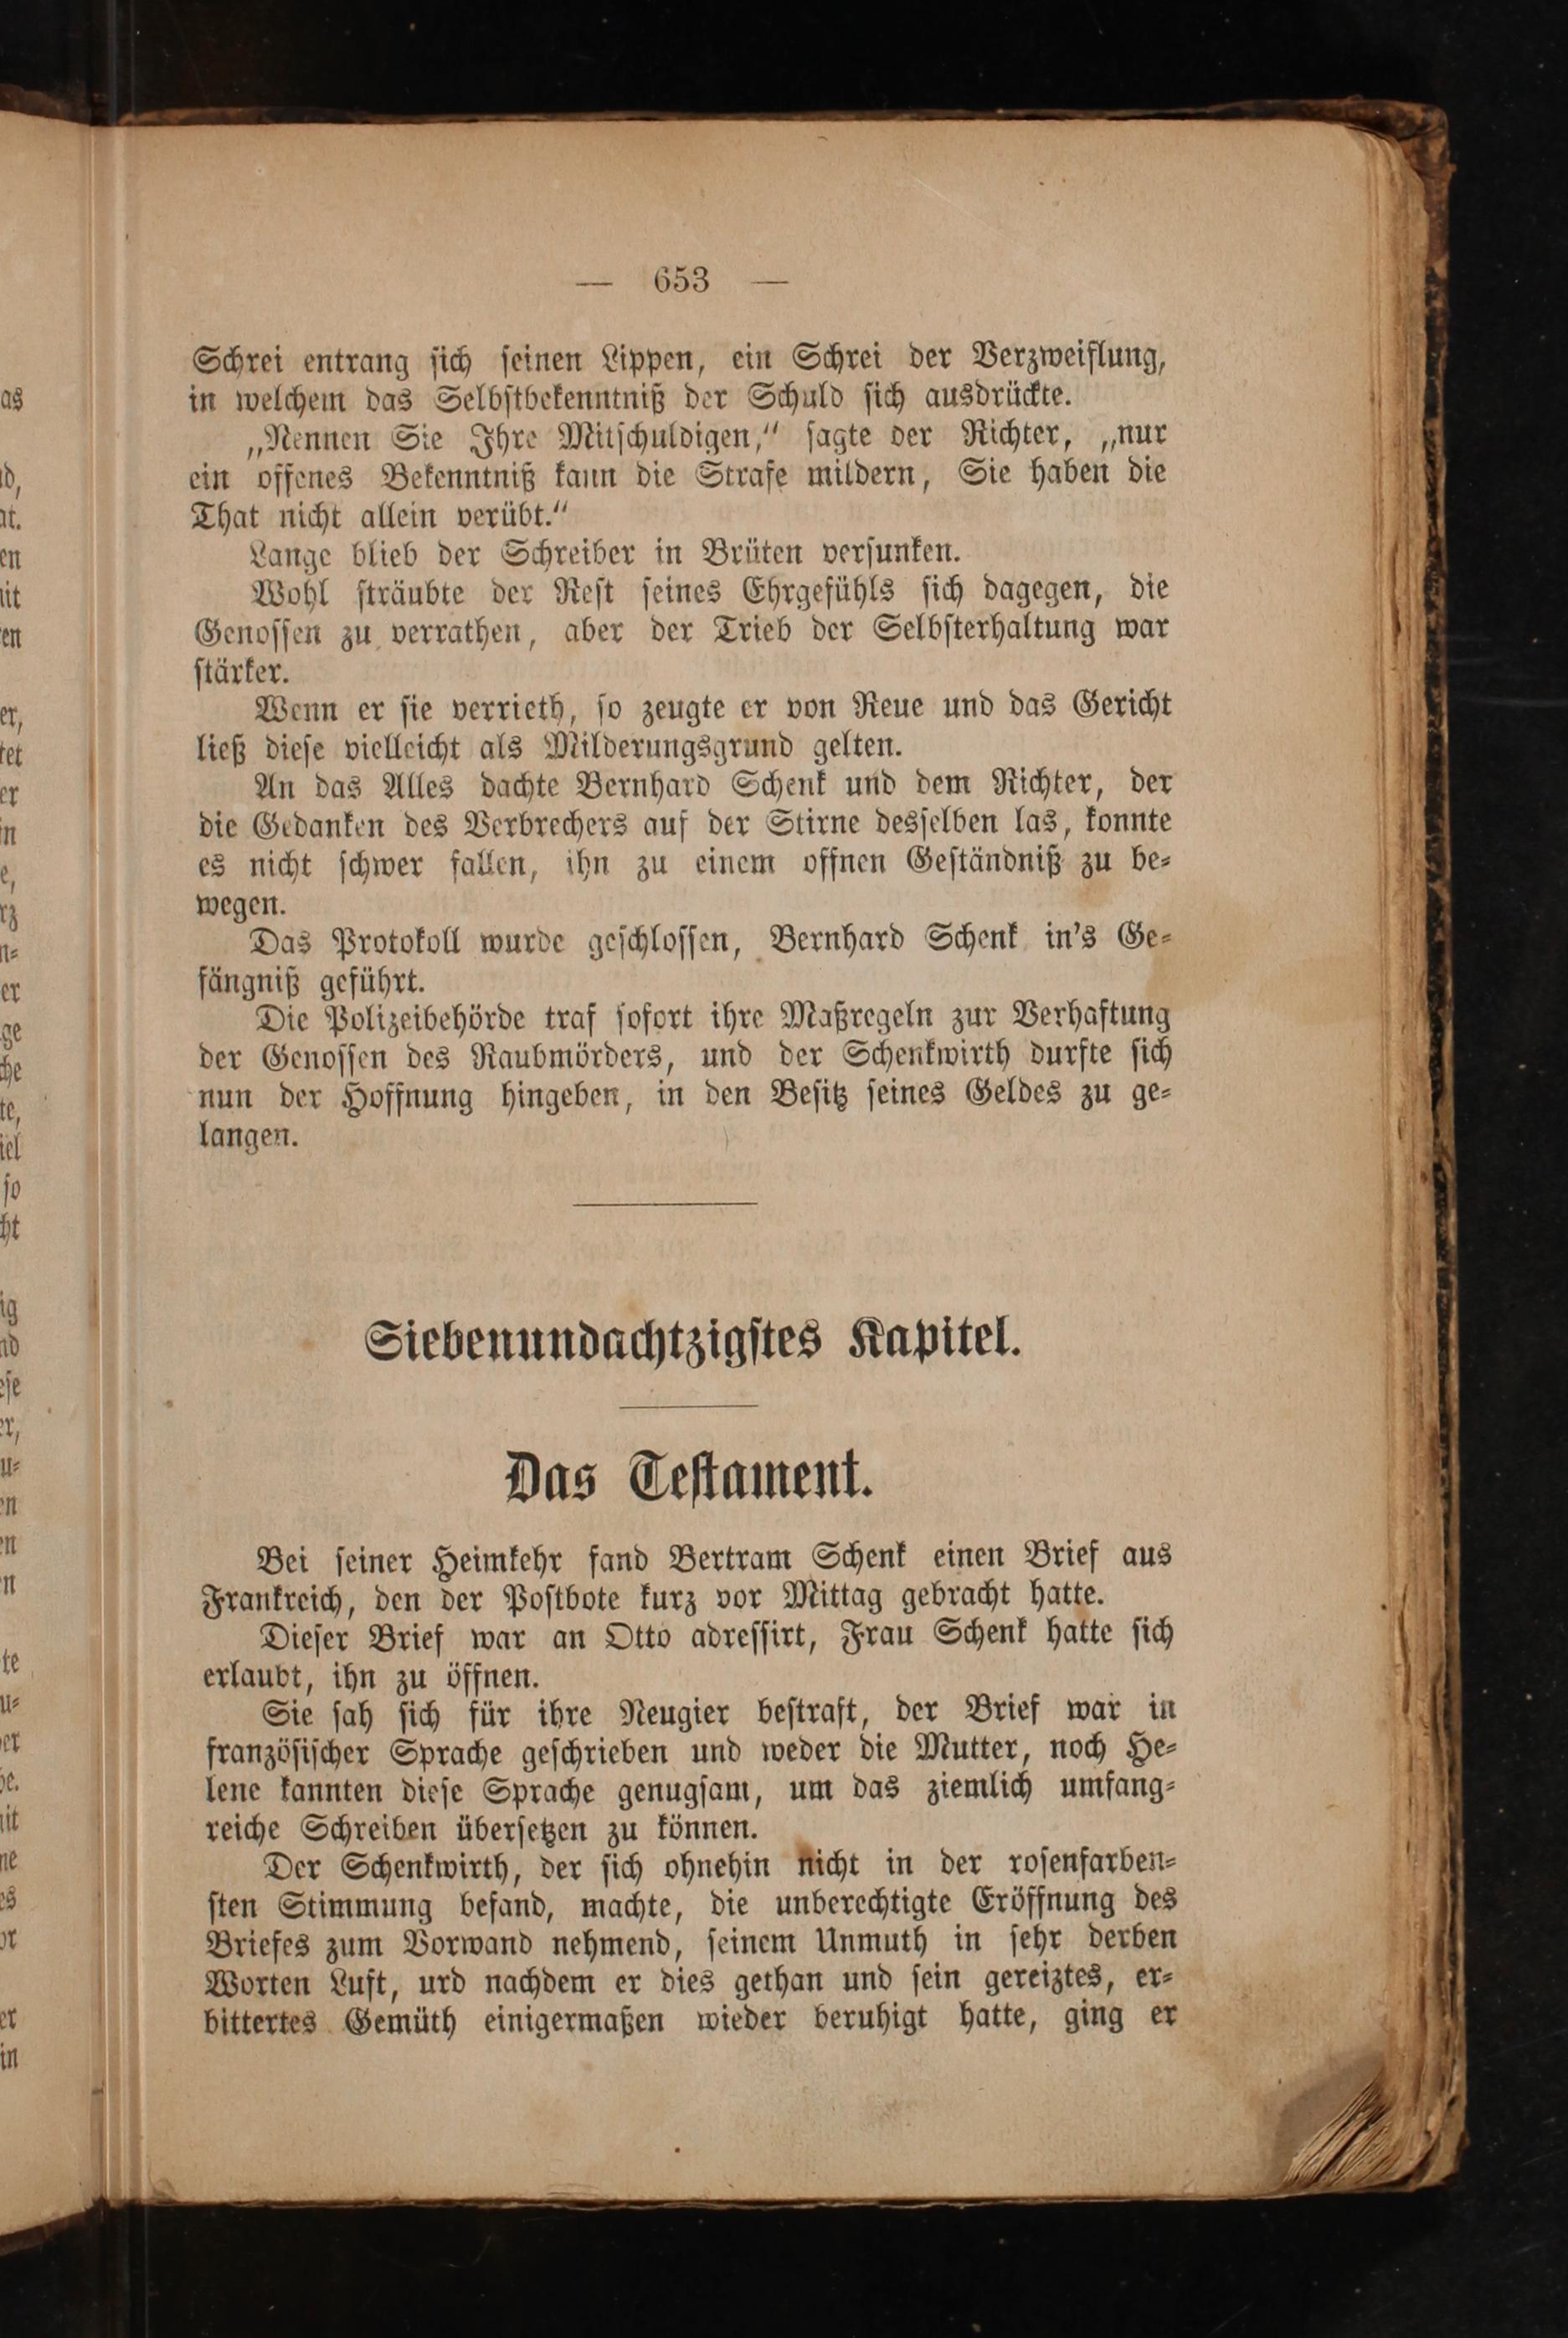 — 653 —
Schrei entrang ſich ſeinen Lippen, ein Schrei der Verzweiflung,
in welchem das Selbſtbekenntniß der Schuld ſich ausdrückte.
„Nennen Sie Ihre Mitſchuldigen,“ ſagte der Richter, „nur
ein offenes Bekenntniß kann die Strafe mildern, Sie haben die
That nicht allein verübt.“
Lange blieb der Schreiber in Brüten verſunken.
Wohl ſträubte der Reſt ſeines Ehrgefühls ſich dagegen, die
Genoſſen zu verrathen, aber der Trieb der Selbſterhaltung war
ſtärker.
Wenn er ſie verrieth, ſo zeugte er von Reue und das Gericht
ließ dieſe vielleicht als Milderungsgrund gelten.
An das Alles dachte Bernhard Schenk und dem Richter, der
die Gedanken des Verbrechers auf der Stirne desſelben las, konnte
es nicht ſchwer fallen, ihn zu einem offnen Geſtändniß zu be⸗
wegen.
Das Protokoll wurde geſchloſſen, Bernhard Schenk in's Ge⸗
fängniß geführt.
Die Polizeibehörde traf ſofort ihre Maßregeln zur Verhaftung
der Genoſſen des Raubmörders, und der Schenkwirth durfte ſich
nun der Hoffnung hingeben, in den Beſitz ſeines Geldes zu ge⸗
langen.
Siebenundachtzigſtes Kapitel.
Das Teſtament.
Bei ſeiner Heimkehr fand Bertram Schenk einen Brief aus
Frankreich, den der Poſtbote kurz vor Mittag gebracht hatte.
Dieſer Brief war an Otto adreſſirt, Frau Schenk hatte ſich
erlaubt, ihn zu öffnen.
Sie ſah ſich für ihre Neugier beſtraft, der Brief war in
franzöſiſcher Sprache geſchrieben und weder die Mutter, noch He⸗
lene kannten dieſe Sprache genugſam, um das ziemlich umfang⸗
reiche Schreiben überſetzen zu können.
Der Schenkwirth, der ſich ohnehin nicht in der roſenfarben⸗
ſten Stimmung befand, machte, die unberechtigte Eröffnung des
Briefes zum Vorwand nehmend, ſeinem Unmuth in ſehr derben
Worten Luft, urd nachdem er dies gethan und ſein gereiztes, er⸗
bittertes Gemüth einigermaßen wieder beruhigt hatte, ging er